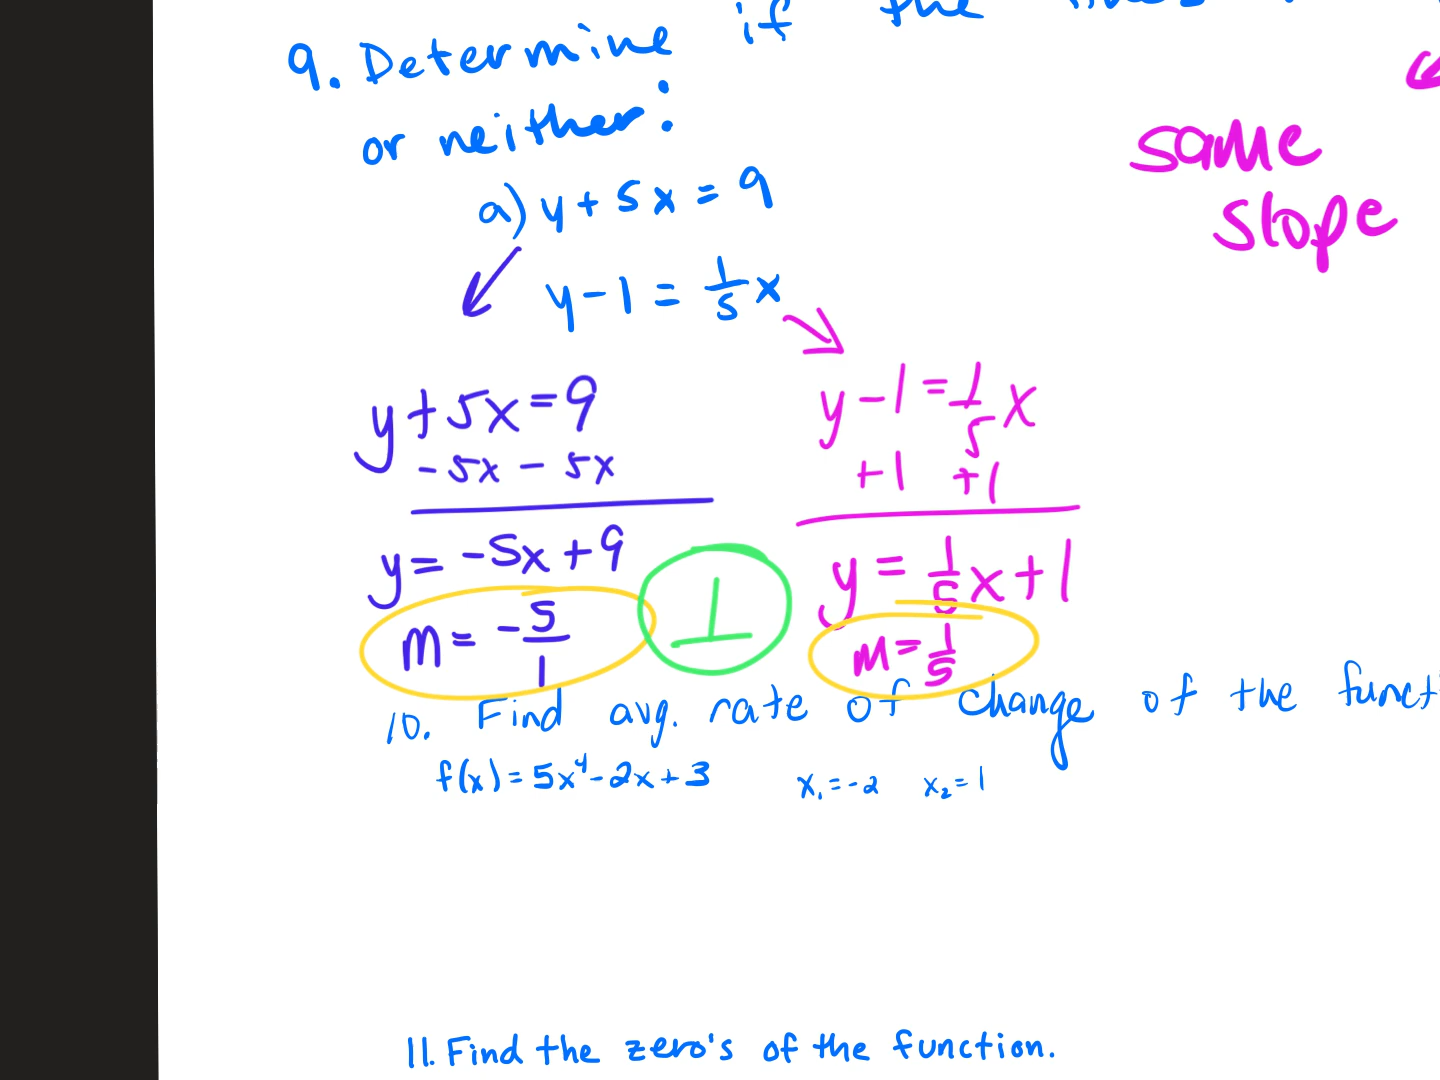 9. Determine if the lines
or neither:
same
slope
a) y + 5x = 9
y - 1 = 1/5 x
y + 5x = 9
-5x - 5x
y = -5x + 9
m = -5/1
⊥
y - 1 = 1/5 x
+1 +1
y = 1/5 x + 1
m = 1/5
10. Find avg. rate of change of the functi
f(x) = 5x⁴ - 2x + 3 x₁ = -2 x₂ = 1
11. Find the zero's of the function.